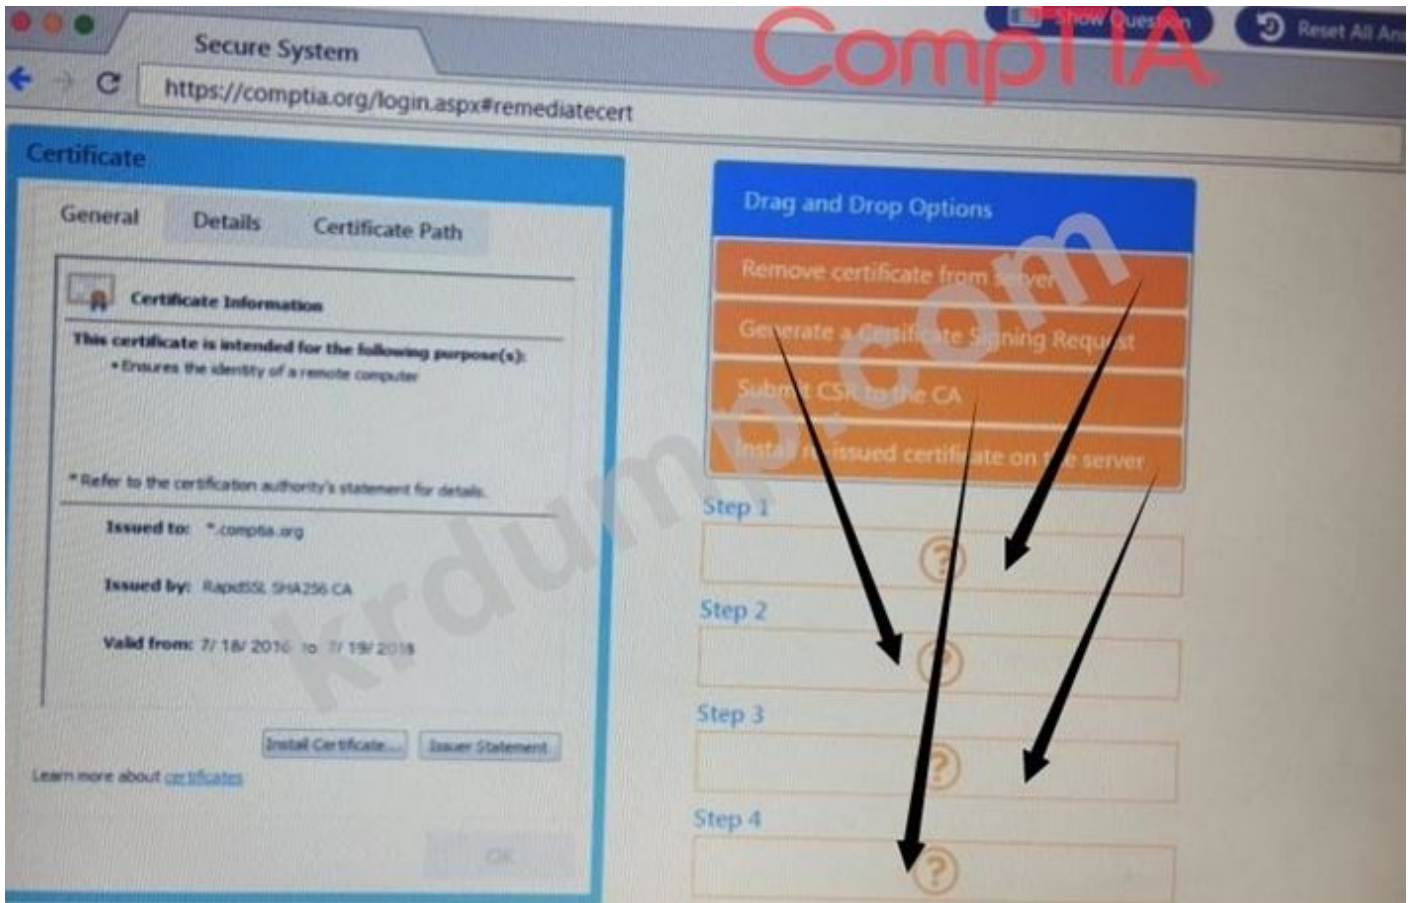 Show Question
Reset All Ans
CompTIA
Secure System
https://comptia.org/login.aspx#remediatecert
Certificate
General
Details
Certificate Path
Certificate Information
This certificate is intended for the following purpose(s):
• Ensures the identity of a remote computer
* Refer to the certification authority's statement for details.
Issued to: *.comptia.org
Issued by: RapidSSL SHA256 CA
Valid from: 7/ 18/ 2016 to 7/ 19/ 2018
Install Certificate...
Issuer Statement
Learn more about certificates
OK
Drag and Drop Options
Remove certificate from server
Generate a Certificate Signing Request
Submit CSR to the CA
Install re-issued certificate on the server
Step 1
?
Step 2
?
Step 3
?
Step 4
?
krdump.com